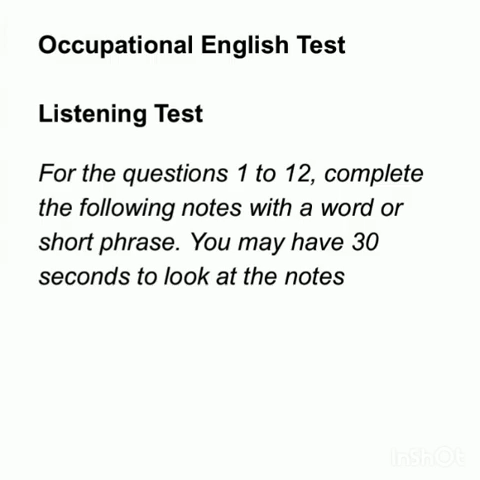 Occupational English Test
Listening Test
For the questions 1 to 12, complete
the following notes with a word or
short phrase. You may have 30
seconds to look at the notes
InShOt